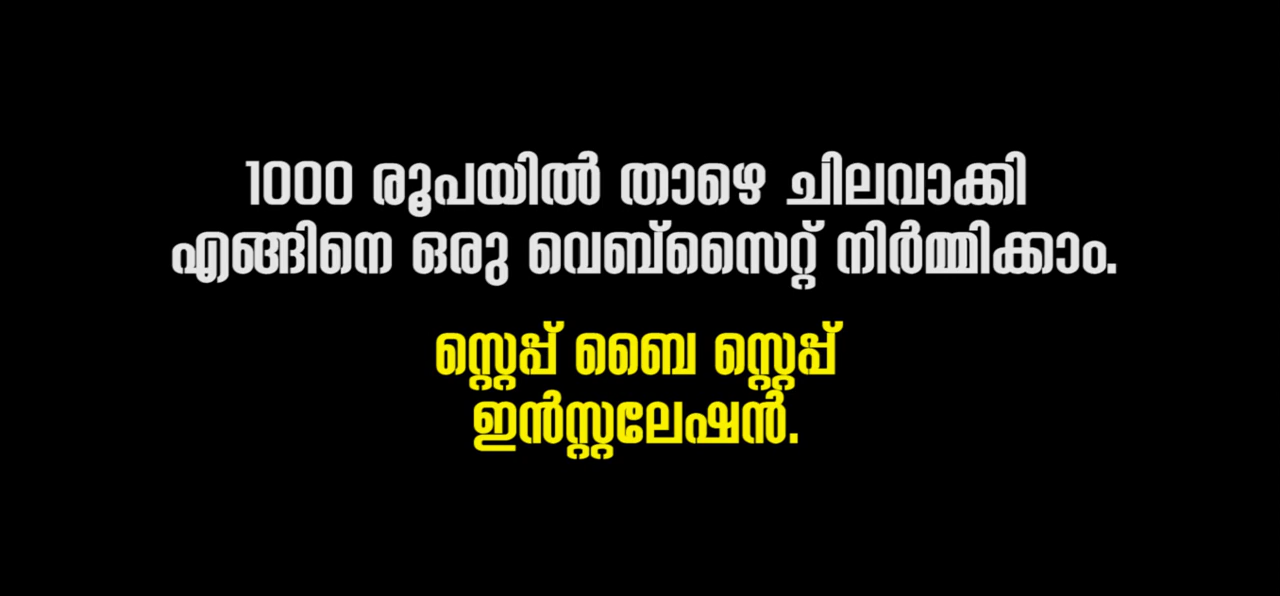 1000 രൂപയിൽ താഴെ ചിലവാക്കി
എങ്ങിനെ ഒരു വെബ്സൈറ്റ് നിർമ്മിക്കാം.
സ്റ്റെപ്പ് ബൈ സ്റ്റെപ്പ്
ഇൻസ്റ്റലേഷൻ.